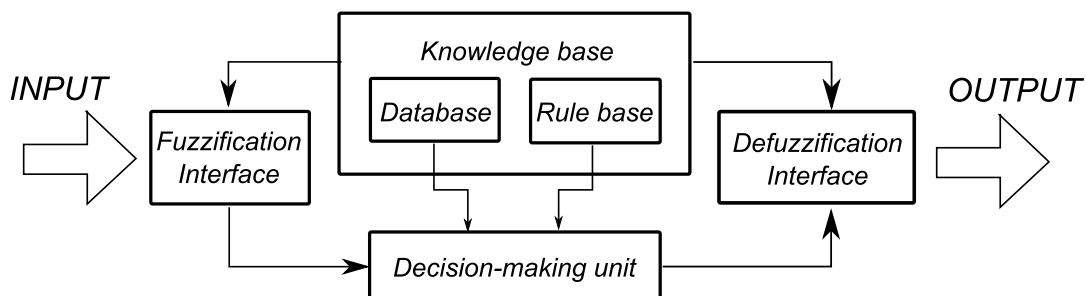 Knowledge base
INPUT
OUTPUT
Database
Rule base
Fuzzification
Interface
Defuzzification
Interface
Decision-making unit